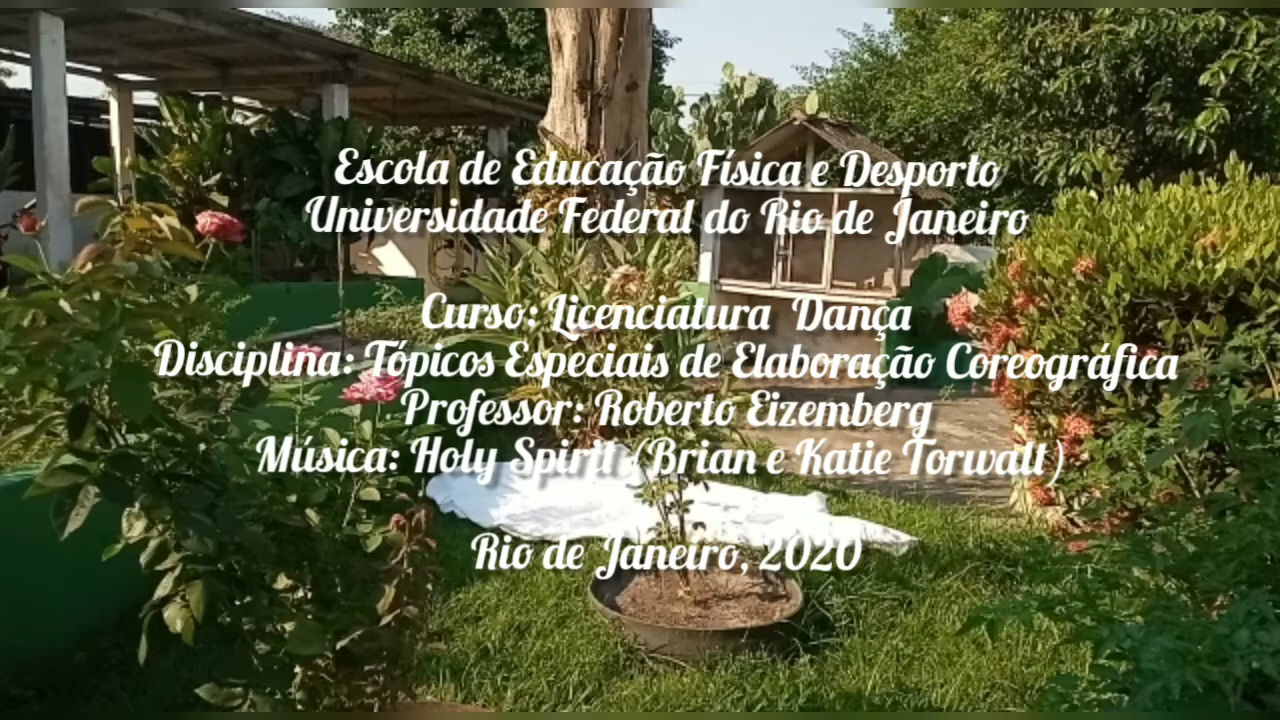 Escola de Educação Física e Desporto
Universidade Federal do Rio de Janeiro
Curso: Licenciatura Dança
Disciplina: Tópicos Especiais de Elaboração Coreográfica
Professor: Roberto Eizemberg
Música: Holy Spirit (Brian e Katie Torwalt)
Rio de Janeiro, 2020